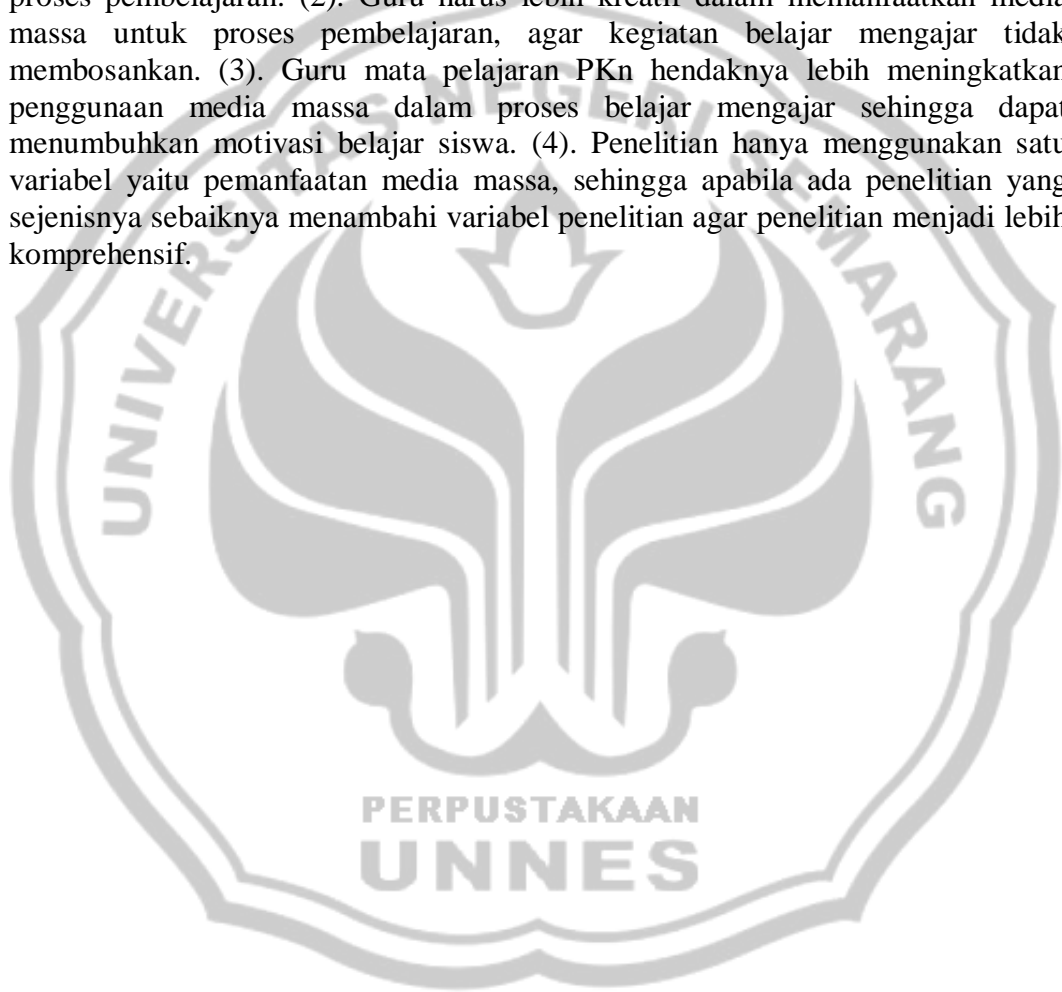 proses pembelajaran. (2). Guru harus lebih kreatif dalam memanfaatkan media
massa untuk proses pembelajaran, agar kegiatan belajar mengajar tidak
membosankan. (3). Guru mata pelajaran PKn hendaknya lebih meningkatkan
penggunaan media massa dalam proses belajar mengajar sehingga dapat
menumbuhkan motivasi belajar siswa. (4). Penelitian hanya menggunakan satu
variabel yaitu pemanfaatan media massa, sehingga apabila ada penelitian yang
sejenisnya sebaiknya menambahi variabel penelitian agar penelitian menjadi lebih
komprehensif.
UNIVERSITAS NEGERI SEMARANG
PERPUSTAKAAN
UNNES